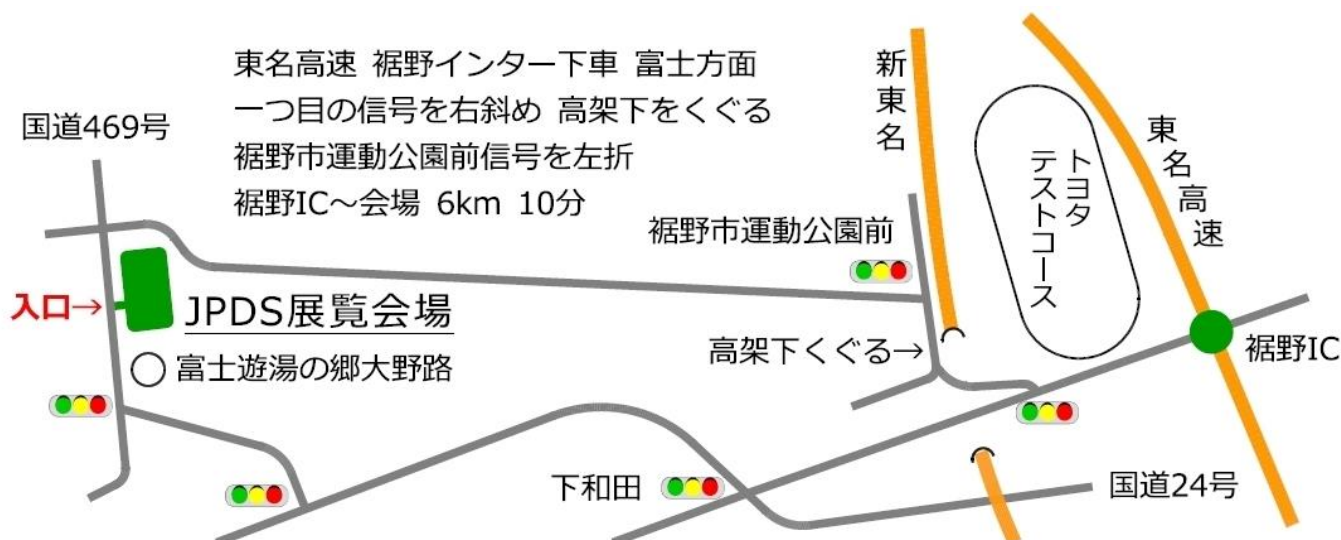 東名高速 裾野インター下車 富士方面
一つ目の信号を右斜め 高架下をくぐる
裾野市運動公園前信号を左折
裾野IC～会場 6km 10分
国道469号
新東名
東名高速
トヨタ
テストコース
裾野市運動公園前
入口→
JPDS展覧会場
高架下くぐる→
裾野IC
富士遊湯の郷大野路
下和田
国道24号